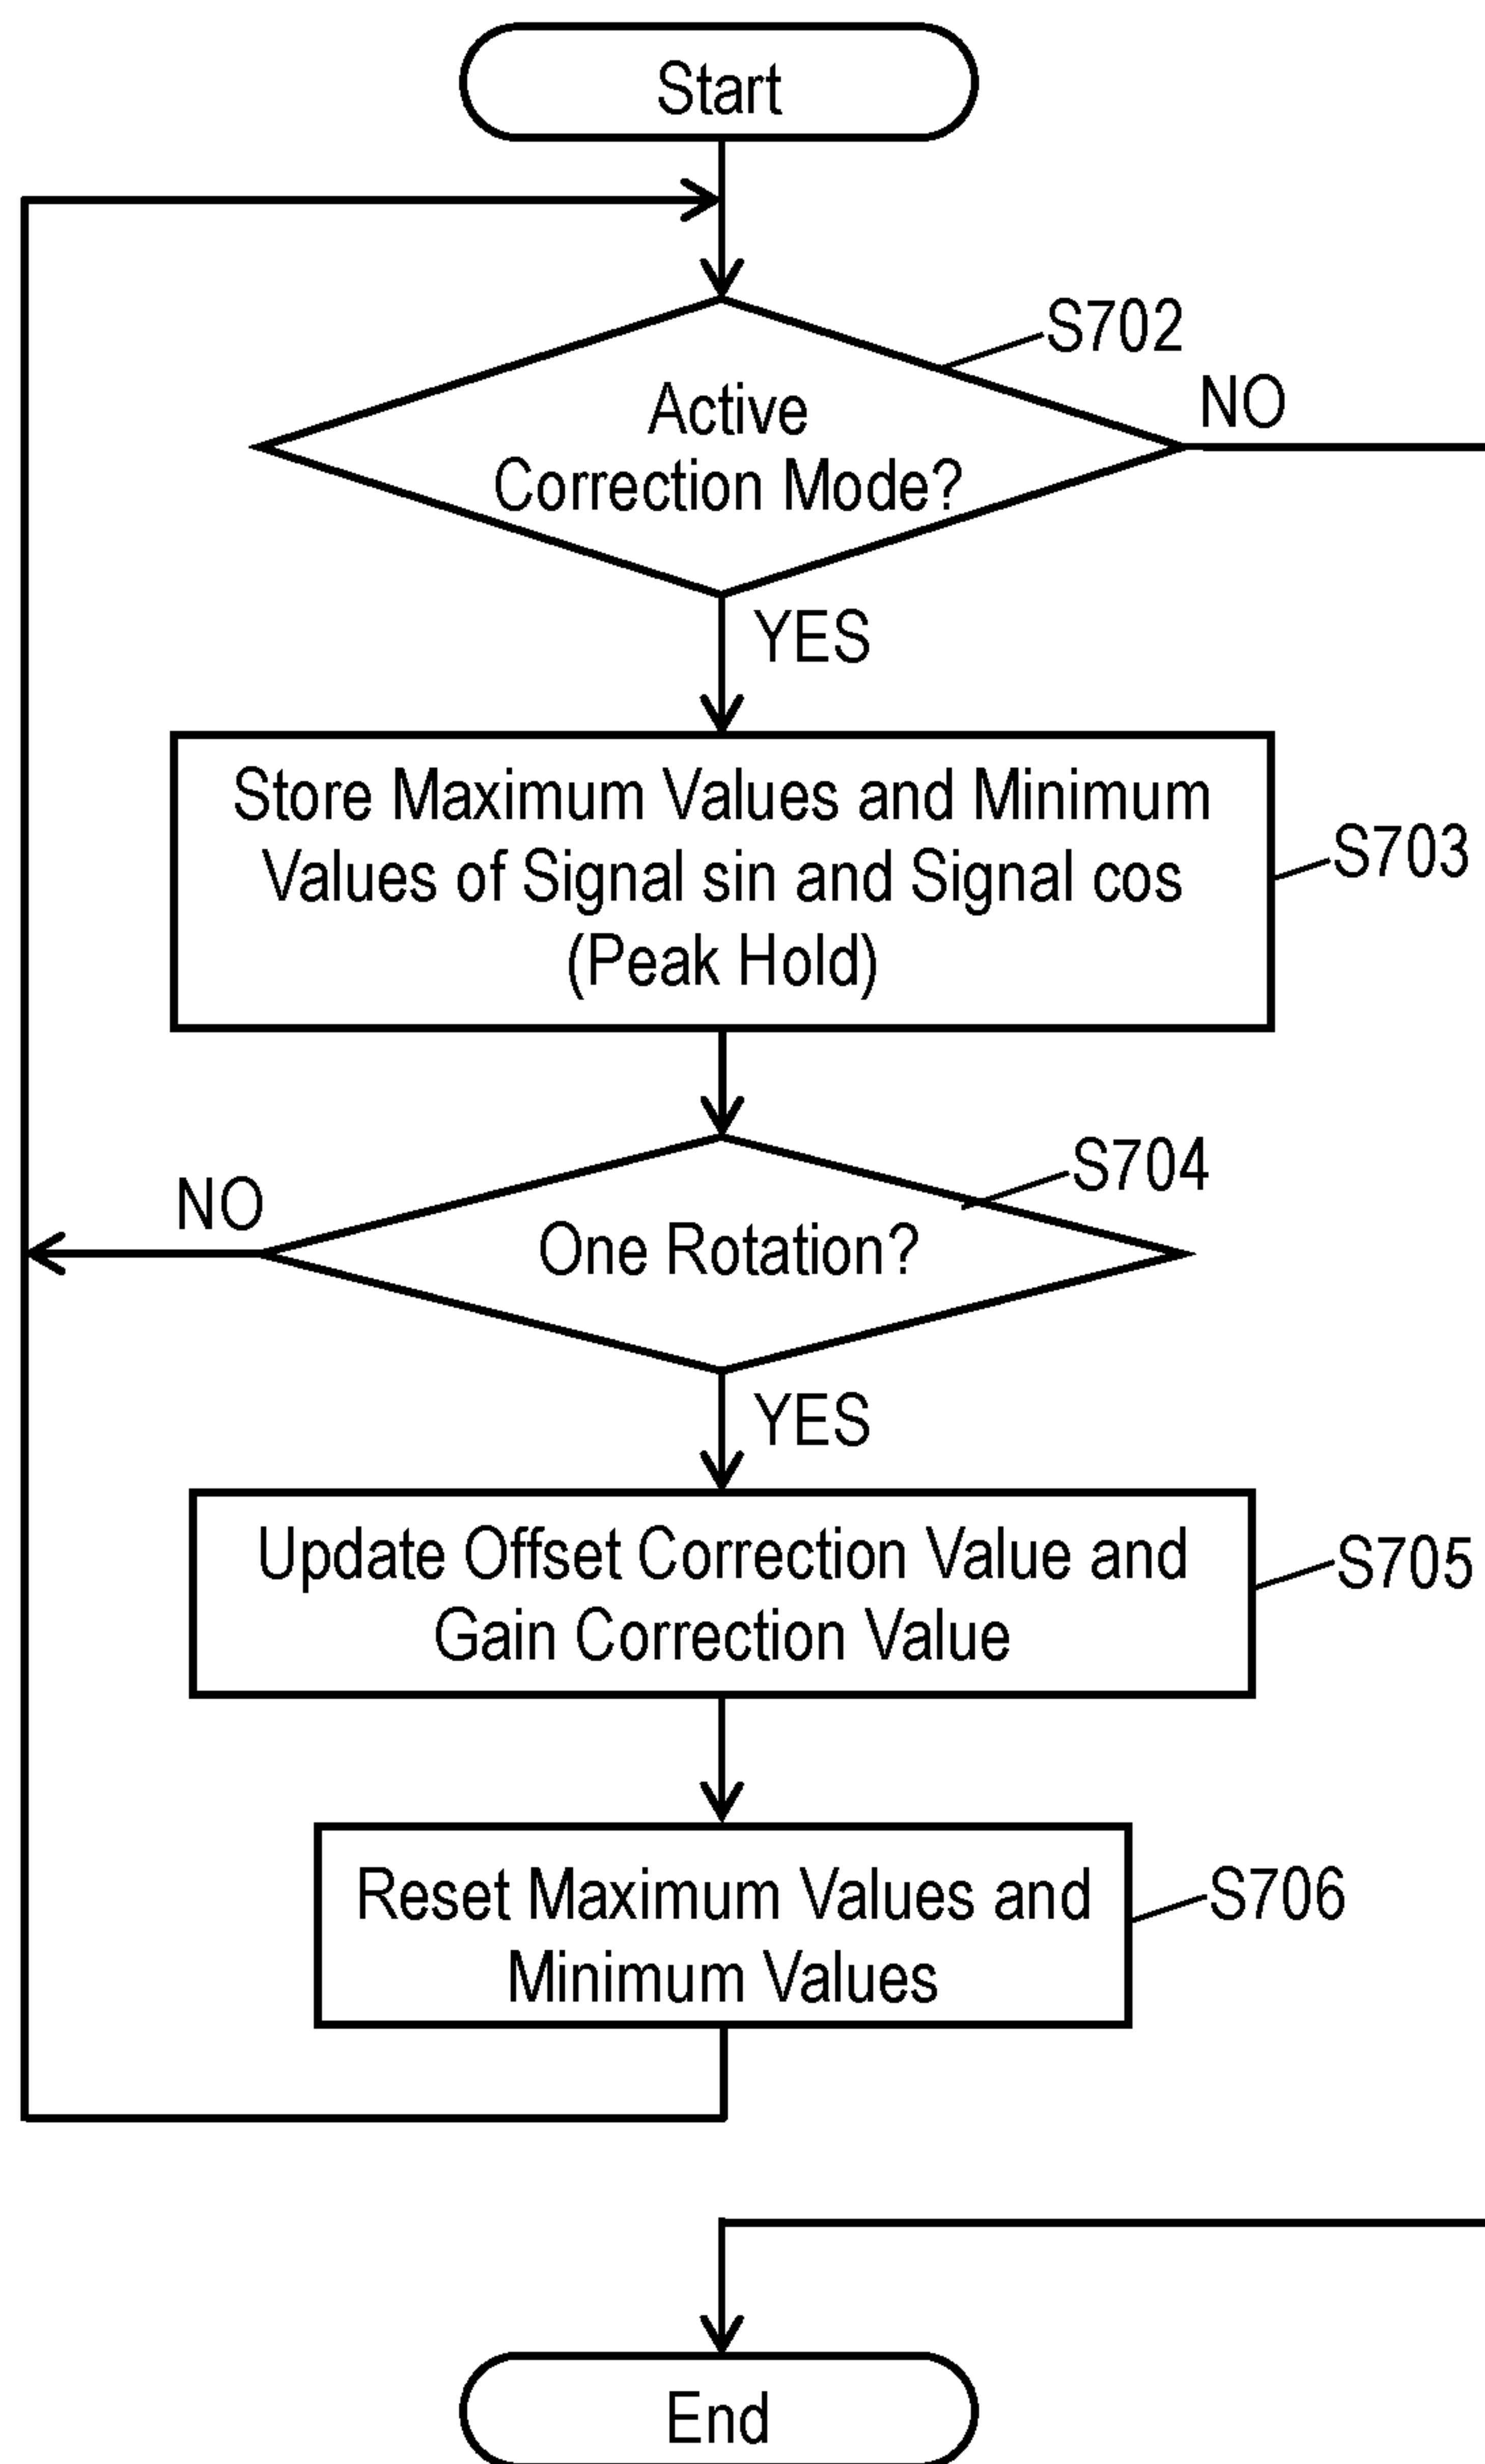 Start
S702
Active
Correction Mode?
NO
YES
Store Maximum Values and Minimum
Values of Signal sin and Signal cos
(Peak Hold)
S703
S704
NO
One Rotation?
YES
Update Offset Correction Value and
Gain Correction Value
S705
Reset Maximum Values and
Minimum Values
S706
End